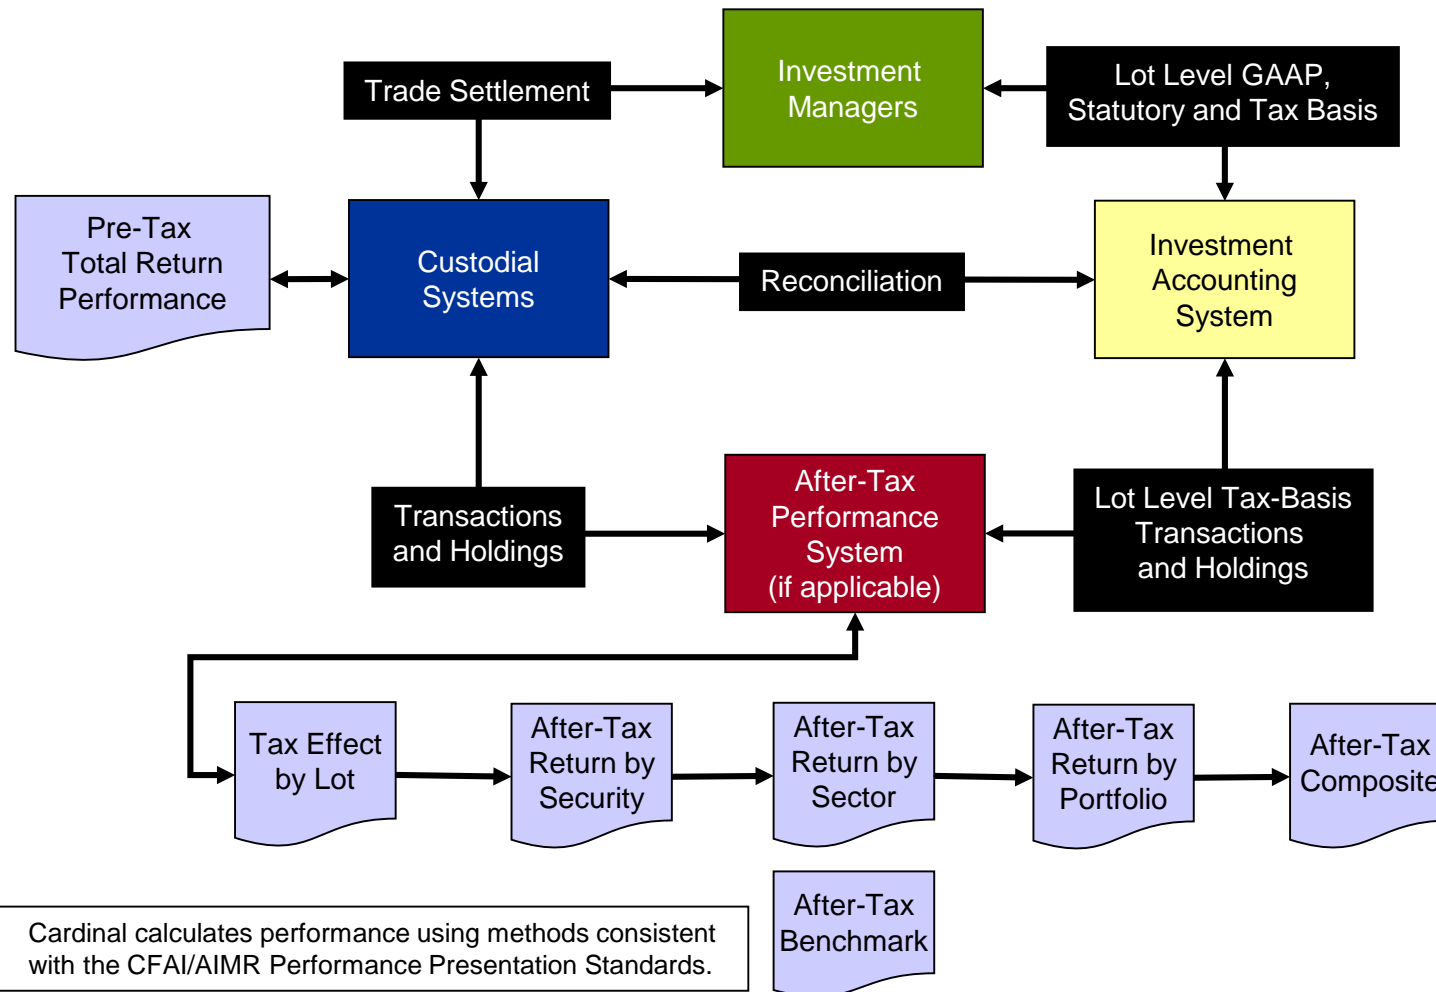 Trade Settlement
Investment
Managers
Lot Level GAAP,
Statutory and Tax Basis
Pre-Tax
Total Return
Performance
Custodial
Systems
Reconciliation
Investment
Accounting
System
Transactions
and Holdings
After-Tax
Performance
System
(if applicable)
Lot Level Tax-Basis
Transactions
and Holdings
Tax Effect
by Lot
After-Tax
Return by
Security
After-Tax
Return by
Sector
After-Tax
Return by
Portfolio
After-Tax
Composite
After-Tax
Benchmark
Cardinal calculates performance using methods consistent
with the CFAI/AIMR Performance Presentation Standards.